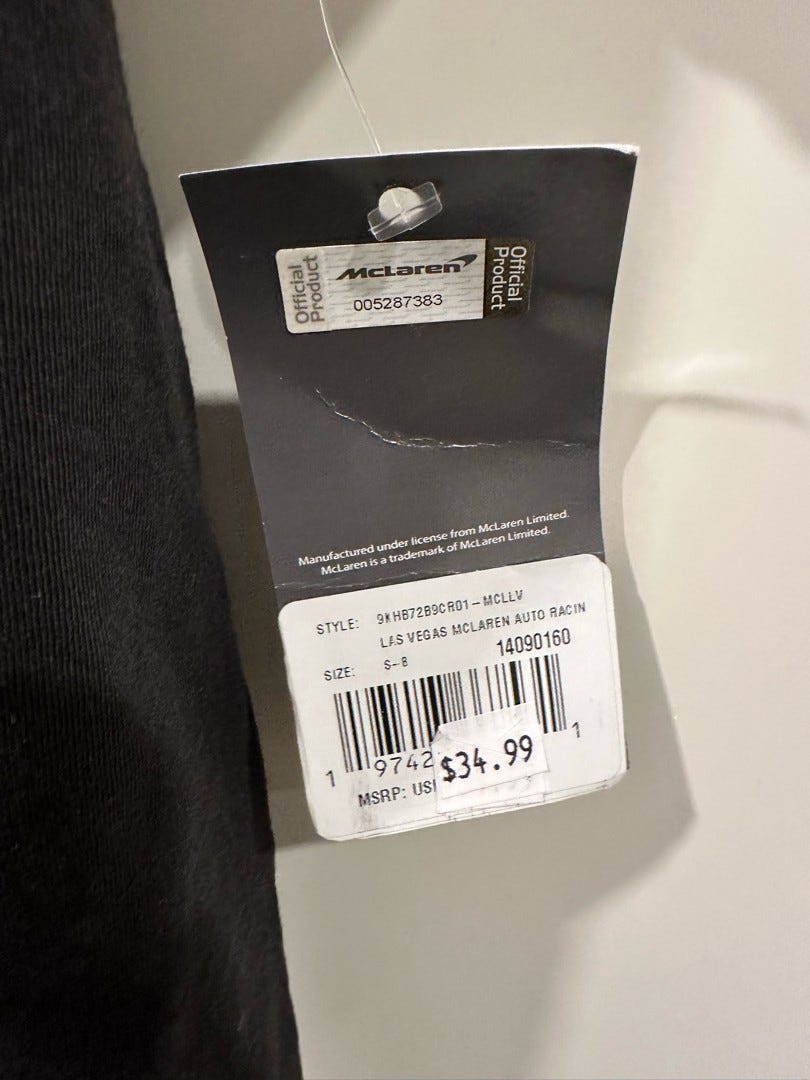 Official
Product
McLaren
005287383
Official
Product
Manufactured under license from McLaren Limited.
McLaren is a trademark of McLaren Limited.
STYLE: 9KHB72B9CR01-MCLLV
LAS VEGAS MCLAREN AUTO RACIN
14090160
SIZE: S-8
1 9742 1
$34.99
MSRP: